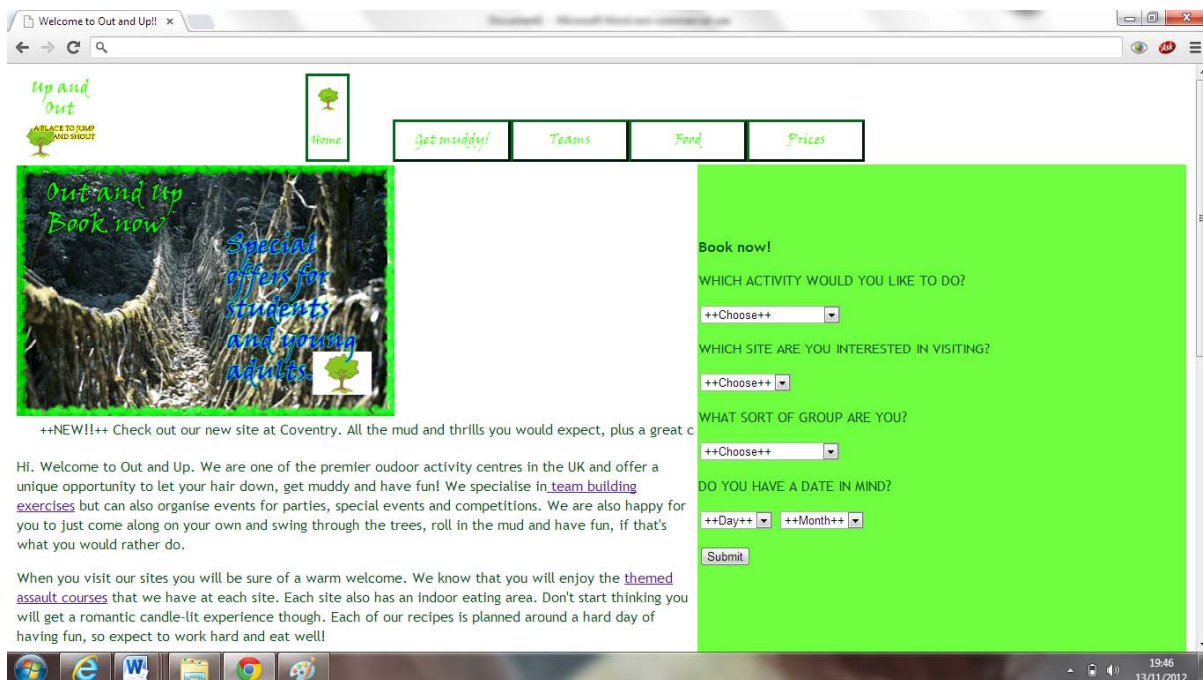 Welcome to Out and Up!!
Up and
Out
A PLACE TO JUMP
AND SHOUT
Home
Get muddy!
Teams
Food
Prices
Out and Up
Book now
Special
offers for
students
and young
adults.
++NEW!!++ Check out our new site at Coventry. All the mud and thrills you would expect, plus a great c
Hi. Welcome to Out and Up. We are one of the premier oudoor activity centres in the UK and offer a
unique opportunity to let your hair down, get muddy and have fun! We specialise in team building
exercises but can also organise events for parties, special events and competitions. We are also happy for
you to just come along on your own and swing through the trees, roll in the mud and have fun, if that's
what you would rather do.
When you visit our sites you will be sure of a warm welcome. We know that you will enjoy the themed
assault courses that we have at each site. Each site also has an indoor eating area. Don't start thinking you
will get a romantic candle-lit experience though. Each of our recipes is planned around a hard day of
having fun, so expect to work hard and eat well!
Book now!
WHICH ACTIVITY WOULD YOU LIKE TO DO?
++Choose++
WHICH SITE ARE YOU INTERESTED IN VISITING?
++Choose++
WHAT SORT OF GROUP ARE YOU?
++Choose++
DO YOU HAVE A DATE IN MIND?
++Day++ ++Month++
Submit
19:46
13/11/2012